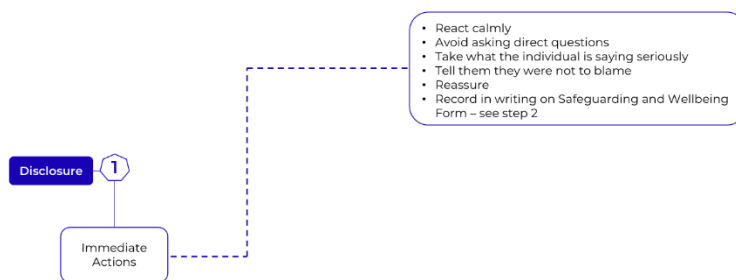 • React calmly
• Avoid asking direct questions
• Take what the individual is saying seriously
• Tell them they were not to blame
• Reassure
• Record in writing on Safeguarding and Wellbeing
Form – see step 2
Disclosure
1
Immediate
Actions